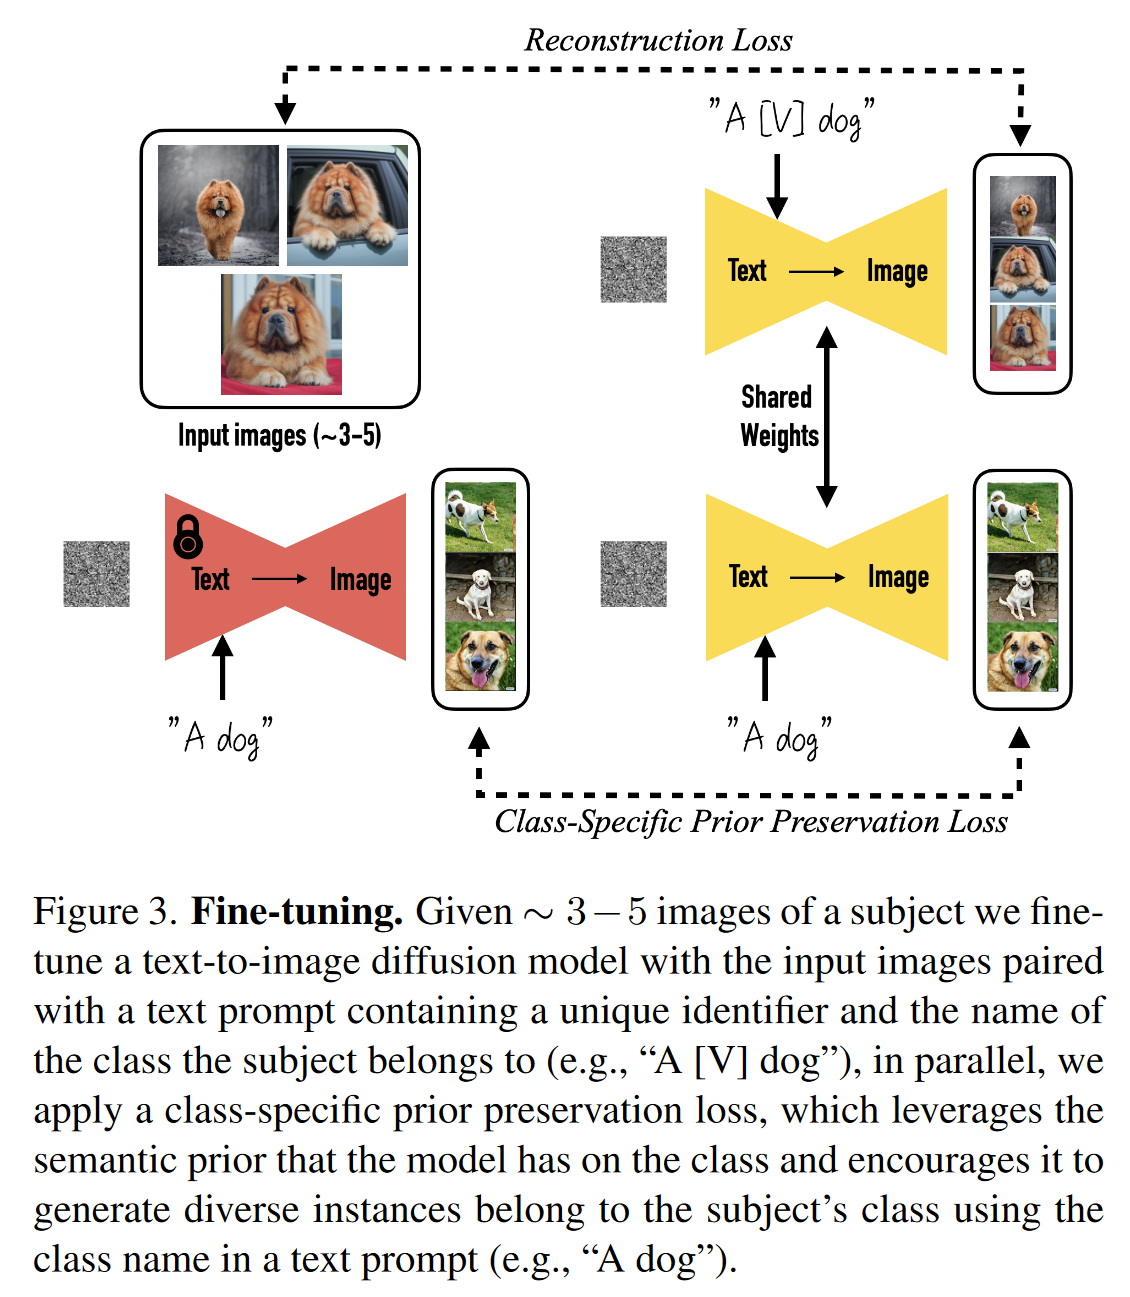 Reconstruction Loss
"A [V] dog"
Text → Image
Input images (~3-5)
Shared
Weights
Text → Image
Text → Image
"A dog"
"A dog"
Class-Specific Prior Preservation Loss
Figure 3. Fine-tuning. Given ∼ 3−5 images of a subject we fine-
tune a text-to-image diffusion model with the input images paired
with a text prompt containing a unique identifier and the name of
the class the subject belongs to (e.g., “A [V] dog”), in parallel, we
apply a class-specific prior preservation loss, which leverages the
semantic prior that the model has on the class and encourages it to
generate diverse instances belong to the subject’s class using the
class name in a text prompt (e.g., “A dog”).